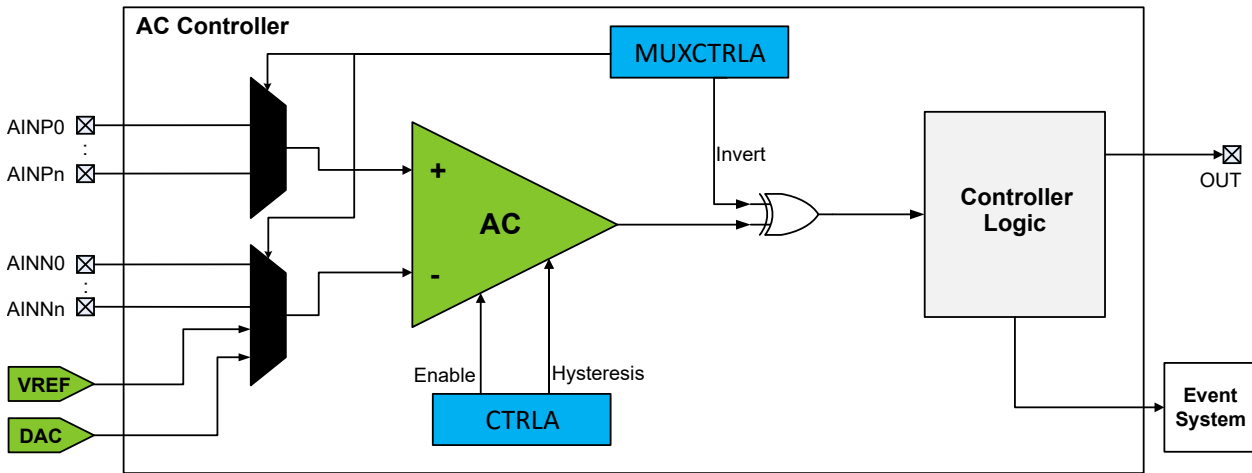 AC Controller
MUXCTRLA
AINP0
:
AINPn
Invert
+
AC
-
Controller
Logic
OUT
AINN0
:
AINNn
VREF
DAC
Enable
Hysteresis
CTRLA
Event
System